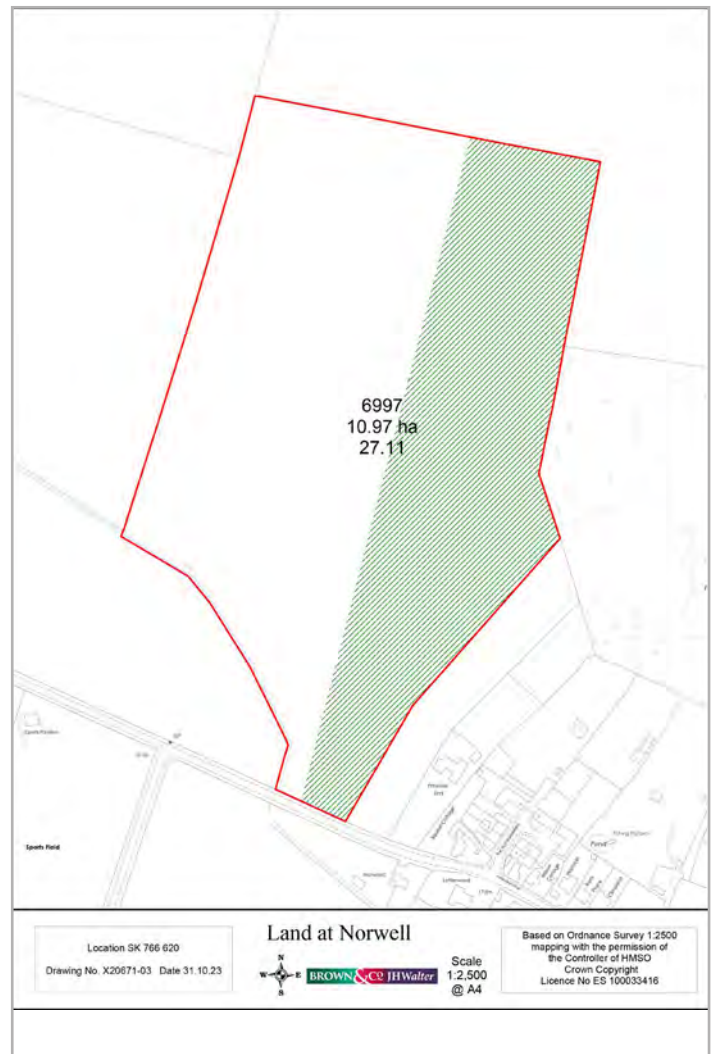 6997
10.97 ha
27.11
Sports Field
Pond
Land at Norwell
Location SK 766 620
Drawing No. X20671-03 Date 31.10.23
N
W E
S
BROWN & CO JHWalter
Scale
1:2,500
@ A4
Based on Ordnance Survey 1:2500
mapping with the permission of
the Controller of HMSO
Crown Copyright
Licence No ES 100033416